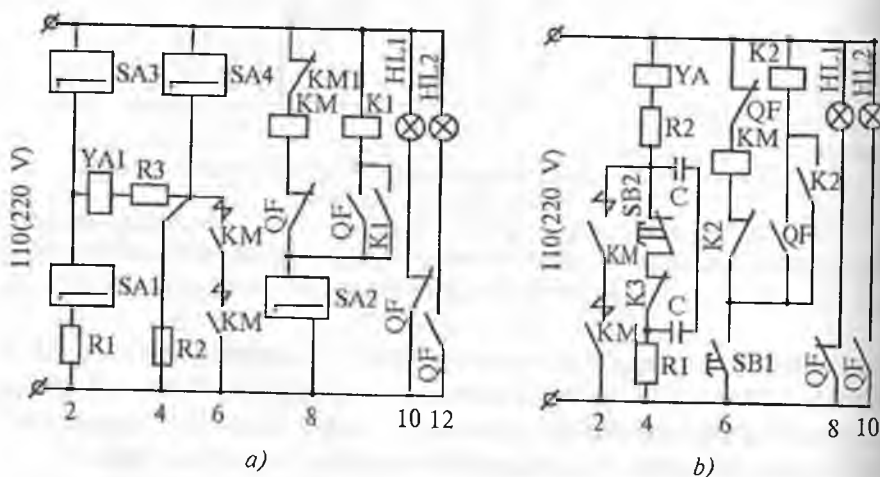 SA3
SA4
KM1
KM
K1
HL1
HL2
YA1
R3
110(220 V)
QF
QF
K1
KM
SA1
SA2
KM
QF
R1
R2
QF
2
4
6
8
10
12
a)
K2
HL1
HL2
YA
QF
R2
KM
110(220 V)
SB2
C
K2
K2
QF
KM
K3
C
KM
R1
SB1
QF
QF
2
4
6
8
10
b)